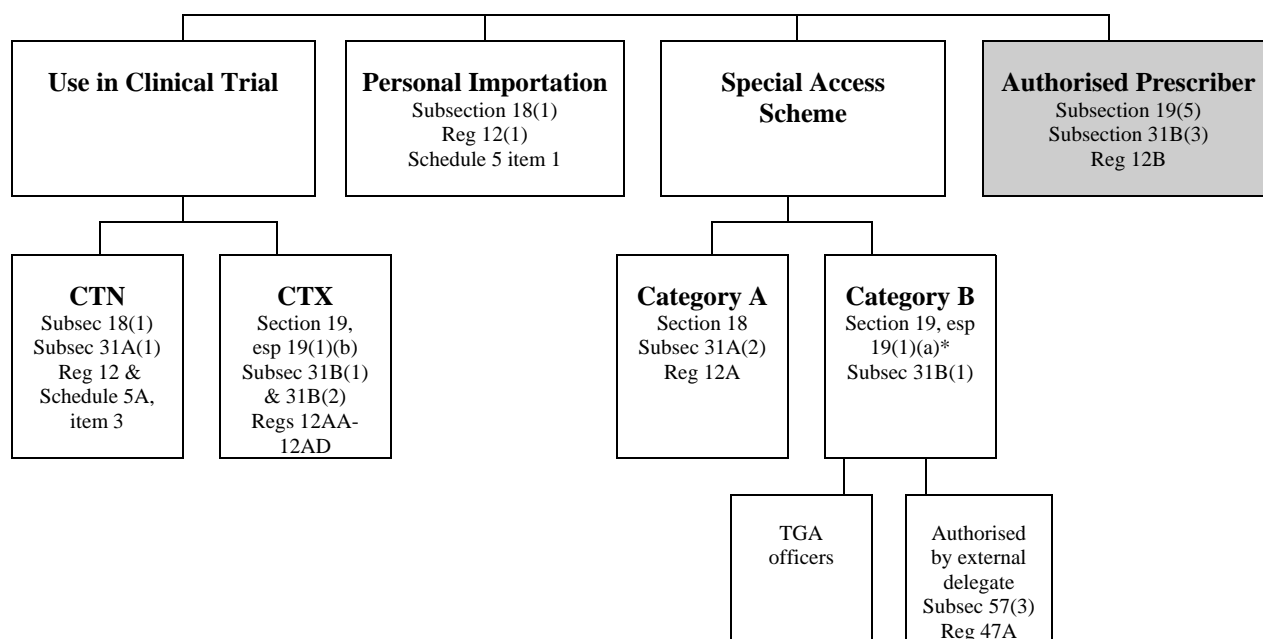 Use in Clinical Trial
Personal Importation
Subsection 18(1)
Reg 12(1)
Schedule 5 item 1
Special Access
Scheme
Authorised Prescriber
Subsection 19(5)
Subsection 31B(3)
Reg 12B
CTN
Subsec 18(1)
Subsec 31A(1)
Reg 12 &
Schedule 5A,
item 3
CTX
Section 19,
esp 19(1)(b)
Subsec 31B(1)
& 31B(2)
Regs 12AA-
12AD
Category A
Section 18
Subsec 31A(2)
Reg 12A
Category B
Section 19, esp
19(1)(a)*
Subsec 31B(1)
TGA
officers
Authorised
by external
delegate
Subsec 57(3)
Reg 47A